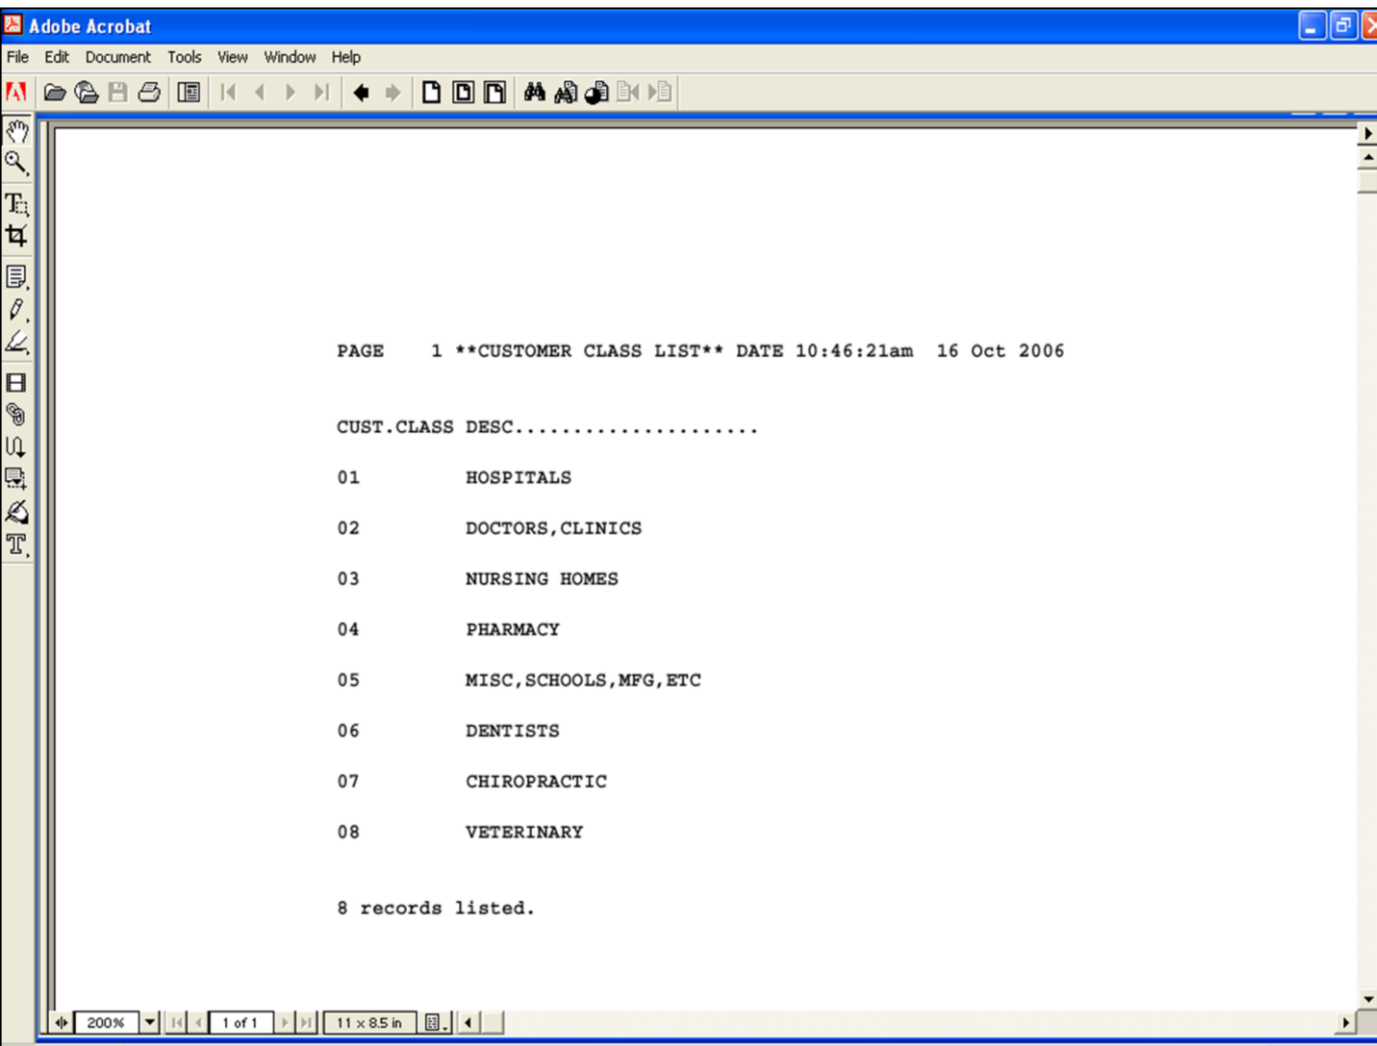 Adobe Acrobat
File Edit Document Tools View Window Help
PAGE 1 **CUSTOMER CLASS LIST** DATE 10:46:21am 16 Oct 2006
CUST.CLASS DESC.....................
01 HOSPITALS
02 DOCTORS,CLINICS
03 NURSING HOMES
04 PHARMACY
05 MISC,SCHOOLS,MFG,ETC
06 DENTISTS
07 CHIROPRACTIC
08 VETERINARY
8 records listed.
200% 1 of 1 11 x 8.5 in